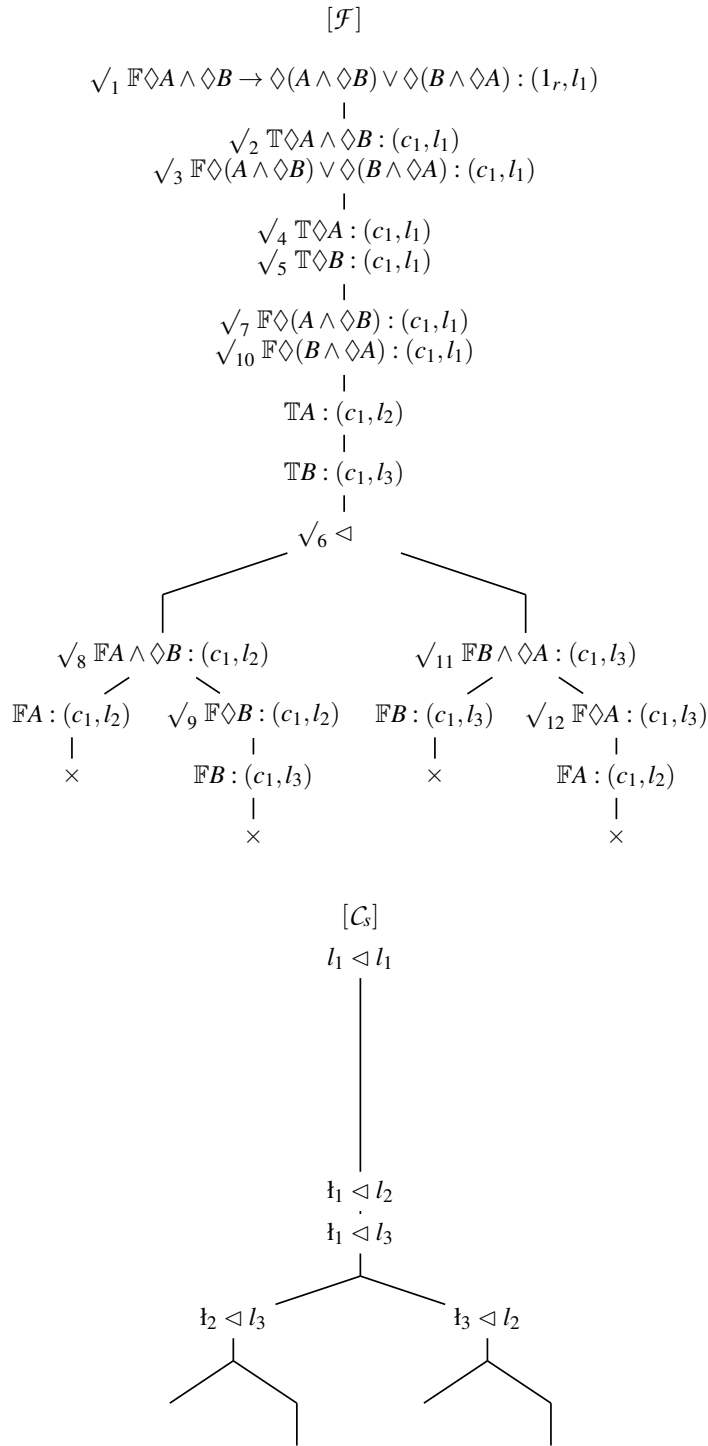 [ℱ]
√₁ 𝔽◊A ∧ ◊B → ◊(A ∧ ◊B) ∨ ◊(B ∧ ◊A) : (1ᵣ, l₁)
√₂ 𝕋◊A ∧ ◊B : (c₁, l₁)
√₃ 𝔽◊(A ∧ ◊B) ∨ ◊(B ∧ ◊A) : (c₁, l₁)
√₄ 𝕋◊A : (c₁, l₁)
√₅ 𝕋◊B : (c₁, l₁)
√₇ 𝔽◊(A ∧ ◊B) : (c₁, l₁)
√₁₀ 𝔽◊(B ∧ ◊A) : (c₁, l₁)
𝕋A : (c₁, l₂)
𝕋B : (c₁, l₃)
√₆ ⊲
√₈ 𝔽A ∧ ◊B : (c₁, l₂) √₁₁ 𝔽B ∧ ◊A : (c₁, l₃)
𝔽A : (c₁, l₂) √₉ 𝔽◊B : (c₁, l₂) 𝔽B : (c₁, l₃) √₁₂ 𝔽◊A : (c₁, l₃)
× 𝔽B : (c₁, l₃) × 𝔽A : (c₁, l₂)
× ×
[𝒞ₛ]
l₁ ⊲ l₁
ł₁ ⊲ l₂
ł₁ ⊲ l₃
ł₂ ⊲ l₃ ł₃ ⊲ l₂